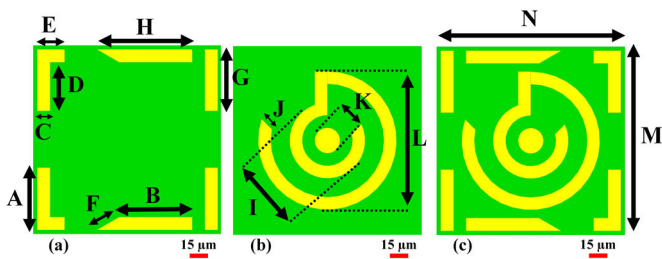 E H N
D G J K
C L M
A F B I
(a) 15 µm (b) 15 µm (c) 15 µm